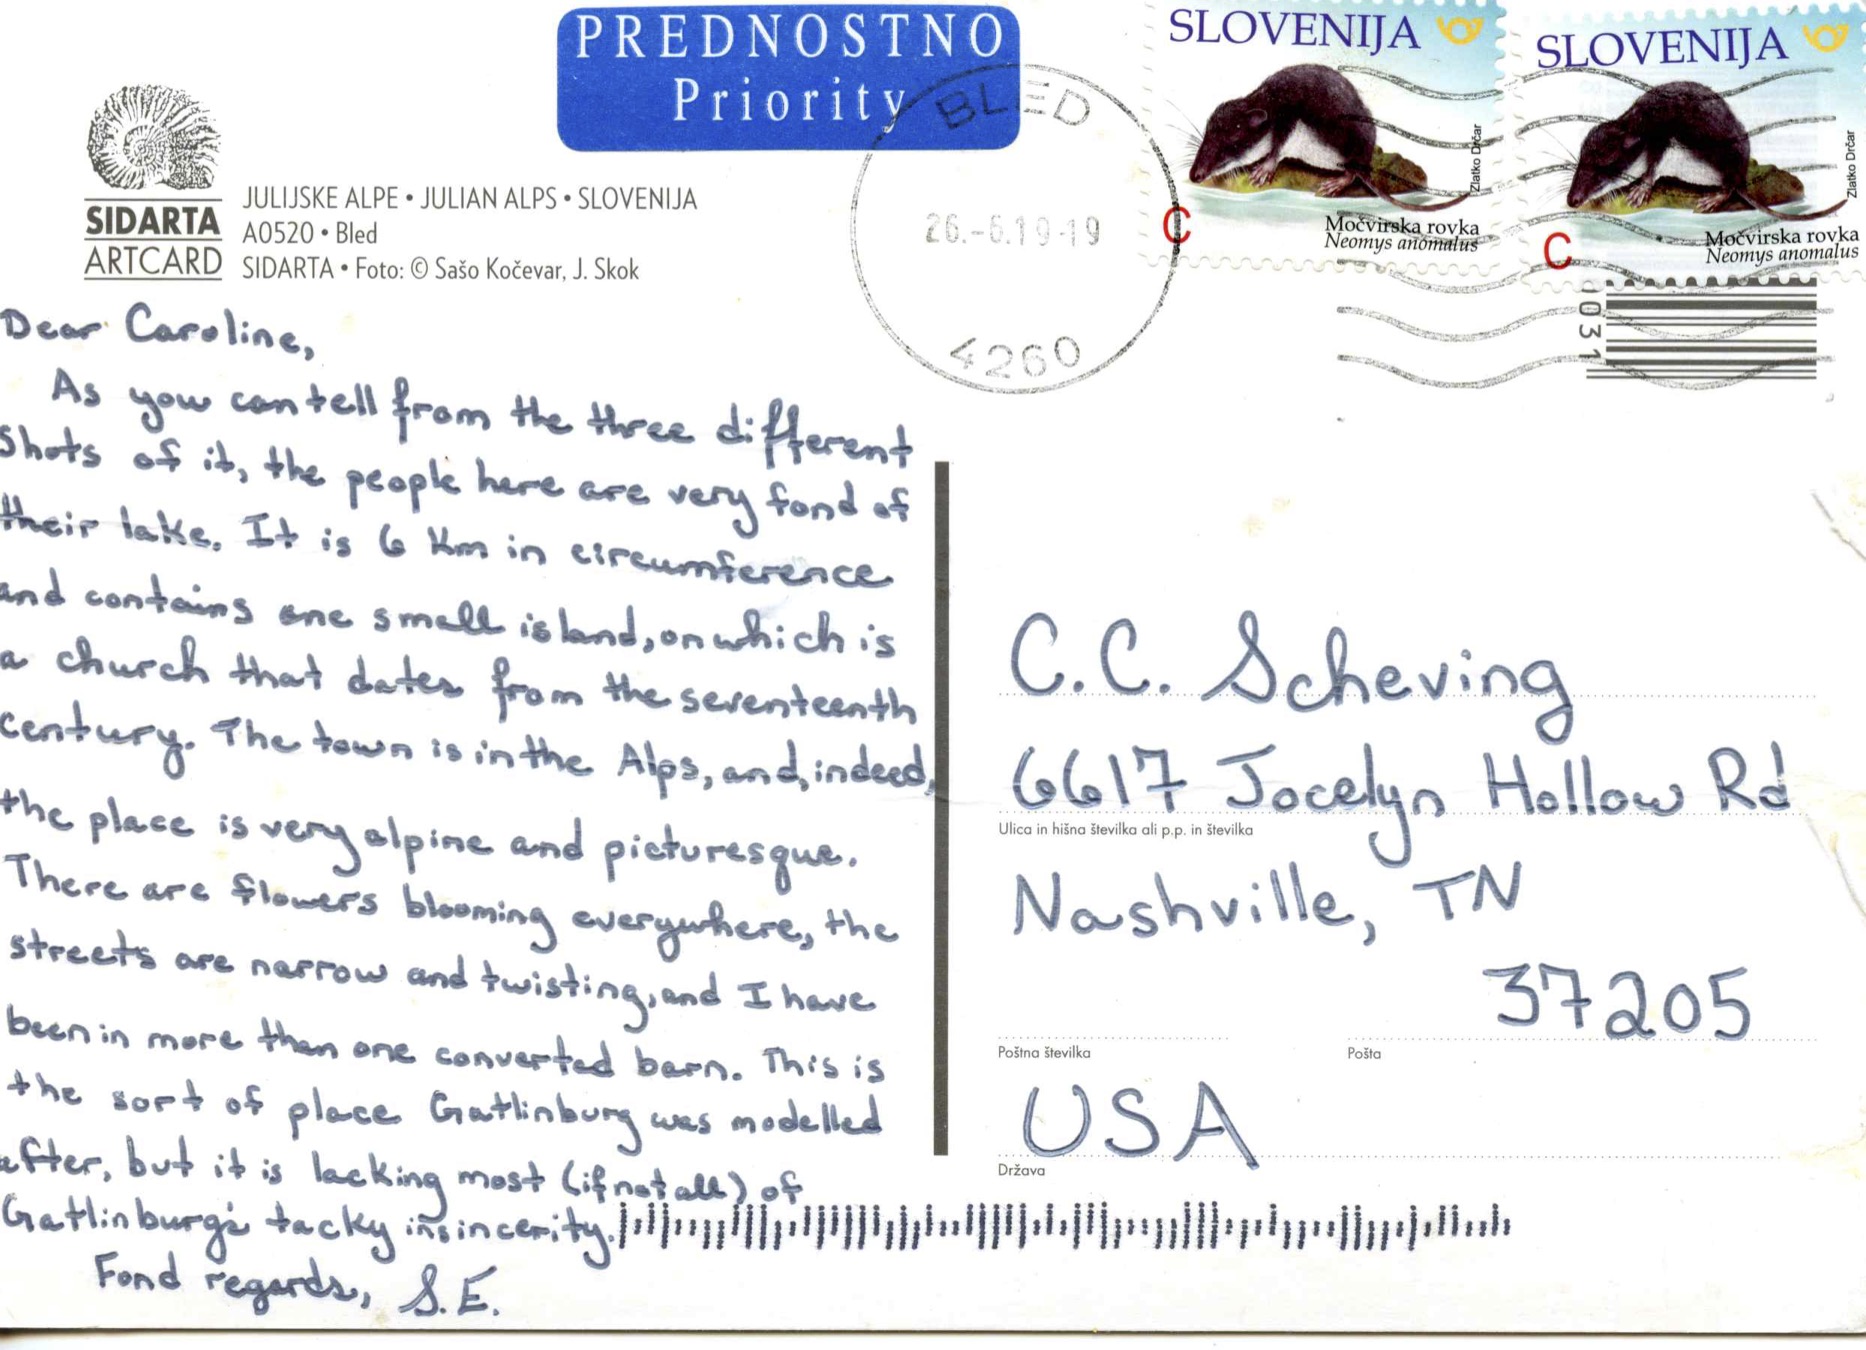 PREDNOSTNO
Priority
SLOVENIJA
Zlatko Drčar
C
Močvirska rovka
Neomys anomalus
SLOVENIJA
Zlatko Drčar
C
Močvirska rovka
Neomys anomalus
BLED
26.-6.19-19
4260
031
SIDARTA
ARTCARD
JULIJSKE ALPE • JULIAN ALPS • SLOVENIJA
A0520 • Bled
SIDARTA • Foto: © Sašo Kočevar, J. Skok
Dear Caroline,
As you can tell from the three different
Shots of it, the people here are very fond of
their lake. It is 6 km in circumference
and contains one small island, on which is
a church that dates from the seventeenth
century. The town is in the Alps, and, indeed,
the place is very alpine and picturesque.
There are flowers blooming everywhere, the
streets are narrow and twisting, and I have
been in more than one converted barn. This is
the sort of place Gatlinburg was modelled
after, but it is lacking most (if not all) of
Gatlinburg's tacky insincerity.
Fond regards, S.E.
C.C. Scheving
6617 Jocelyn Hollow Rd
Ulica in hišna številka ali p.p. in številka
Nashville, TN
37205
Poštna številka
Pošta
USA
Država